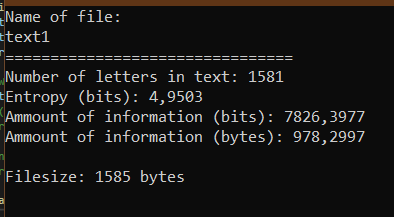 Name of file:
text1
================================
Number of letters in text: 1581
Entropy (bits): 4,9503
Ammount of information (bits): 7826,3977
Ammount of information (bytes): 978,2997
Filesize: 1585 bytes